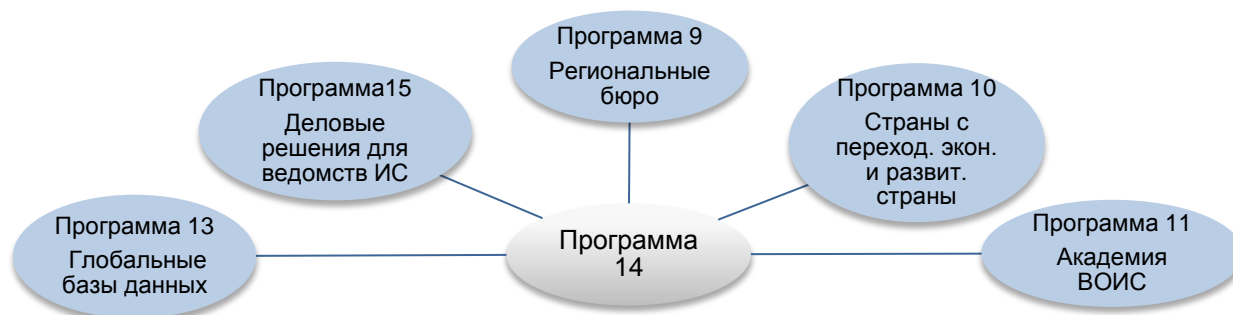 Программа 9
Региональные
бюро
Программа15
Деловые
решения для
ведомств ИС
Программа 10
Страны с
переход. экон.
и развит.
страны
Программа 13
Глобальные
базы данных
Программа
14
Программа 11
Академия
ВОИС